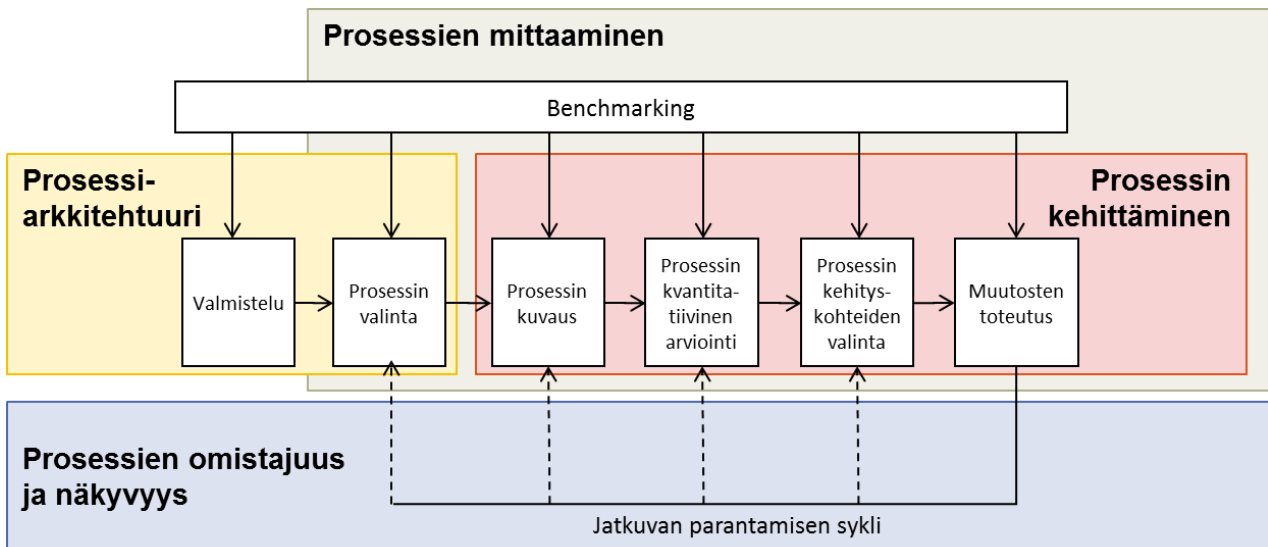 Prosessien mittaaminen
Benchmarking
Prosessi-
arkkitehtuuri
Prosessin
kehittäminen
Valmistelu
Prosessin
valinta
Prosessin
kuvaus
Prosessin
kvantita-
tiivinen
arviointi
Prosessin
kehitys-
kohteiden
valinta
Muutosten
toteutus
Prosessien omistajuus
ja näkyvyys
Jatkuvan parantamisen sykli